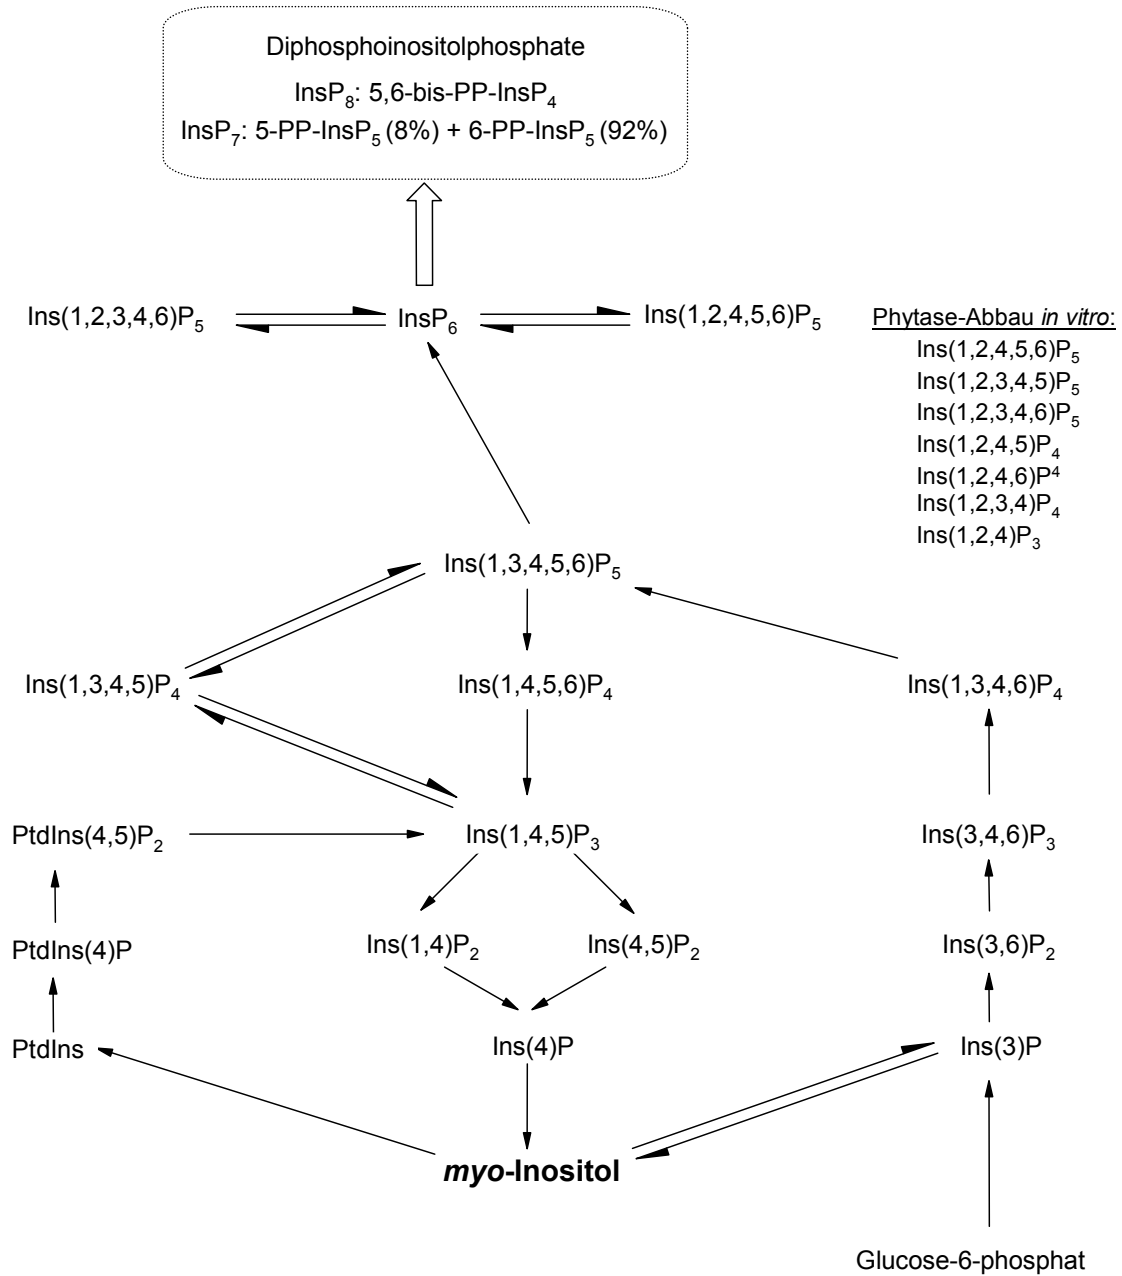 Diphosphoinositolphosphate
InsP₈: 5,6-bis-PP-InsP₄
InsP₇: 5-PP-InsP₅ (8%) + 6-PP-InsP₅ (92%)
Ins(1,2,3,4,6)P₅
InsP₆
Ins(1,2,4,5,6)P₅
Phytase-Abbau in vitro:
Ins(1,2,4,5,6)P₅
Ins(1,2,3,4,5)P₅
Ins(1,2,3,4,6)P₅
Ins(1,2,4,5)P₄
Ins(1,2,4,6)P⁴
Ins(1,2,3,4)P₄
Ins(1,2,4)P₃
Ins(1,3,4,5,6)P₅
Ins(1,3,4,5)P₄
Ins(1,4,5,6)P₄
Ins(1,3,4,6)P₄
PtdIns(4,5)P₂
Ins(1,4,5)P₃
Ins(3,4,6)P₃
PtdIns(4)P
Ins(1,4)P₂
Ins(4,5)P₂
Ins(3,6)P₂
PtdIns
Ins(4)P
Ins(3)P
myo-Inositol
Glucose-6-phosphat